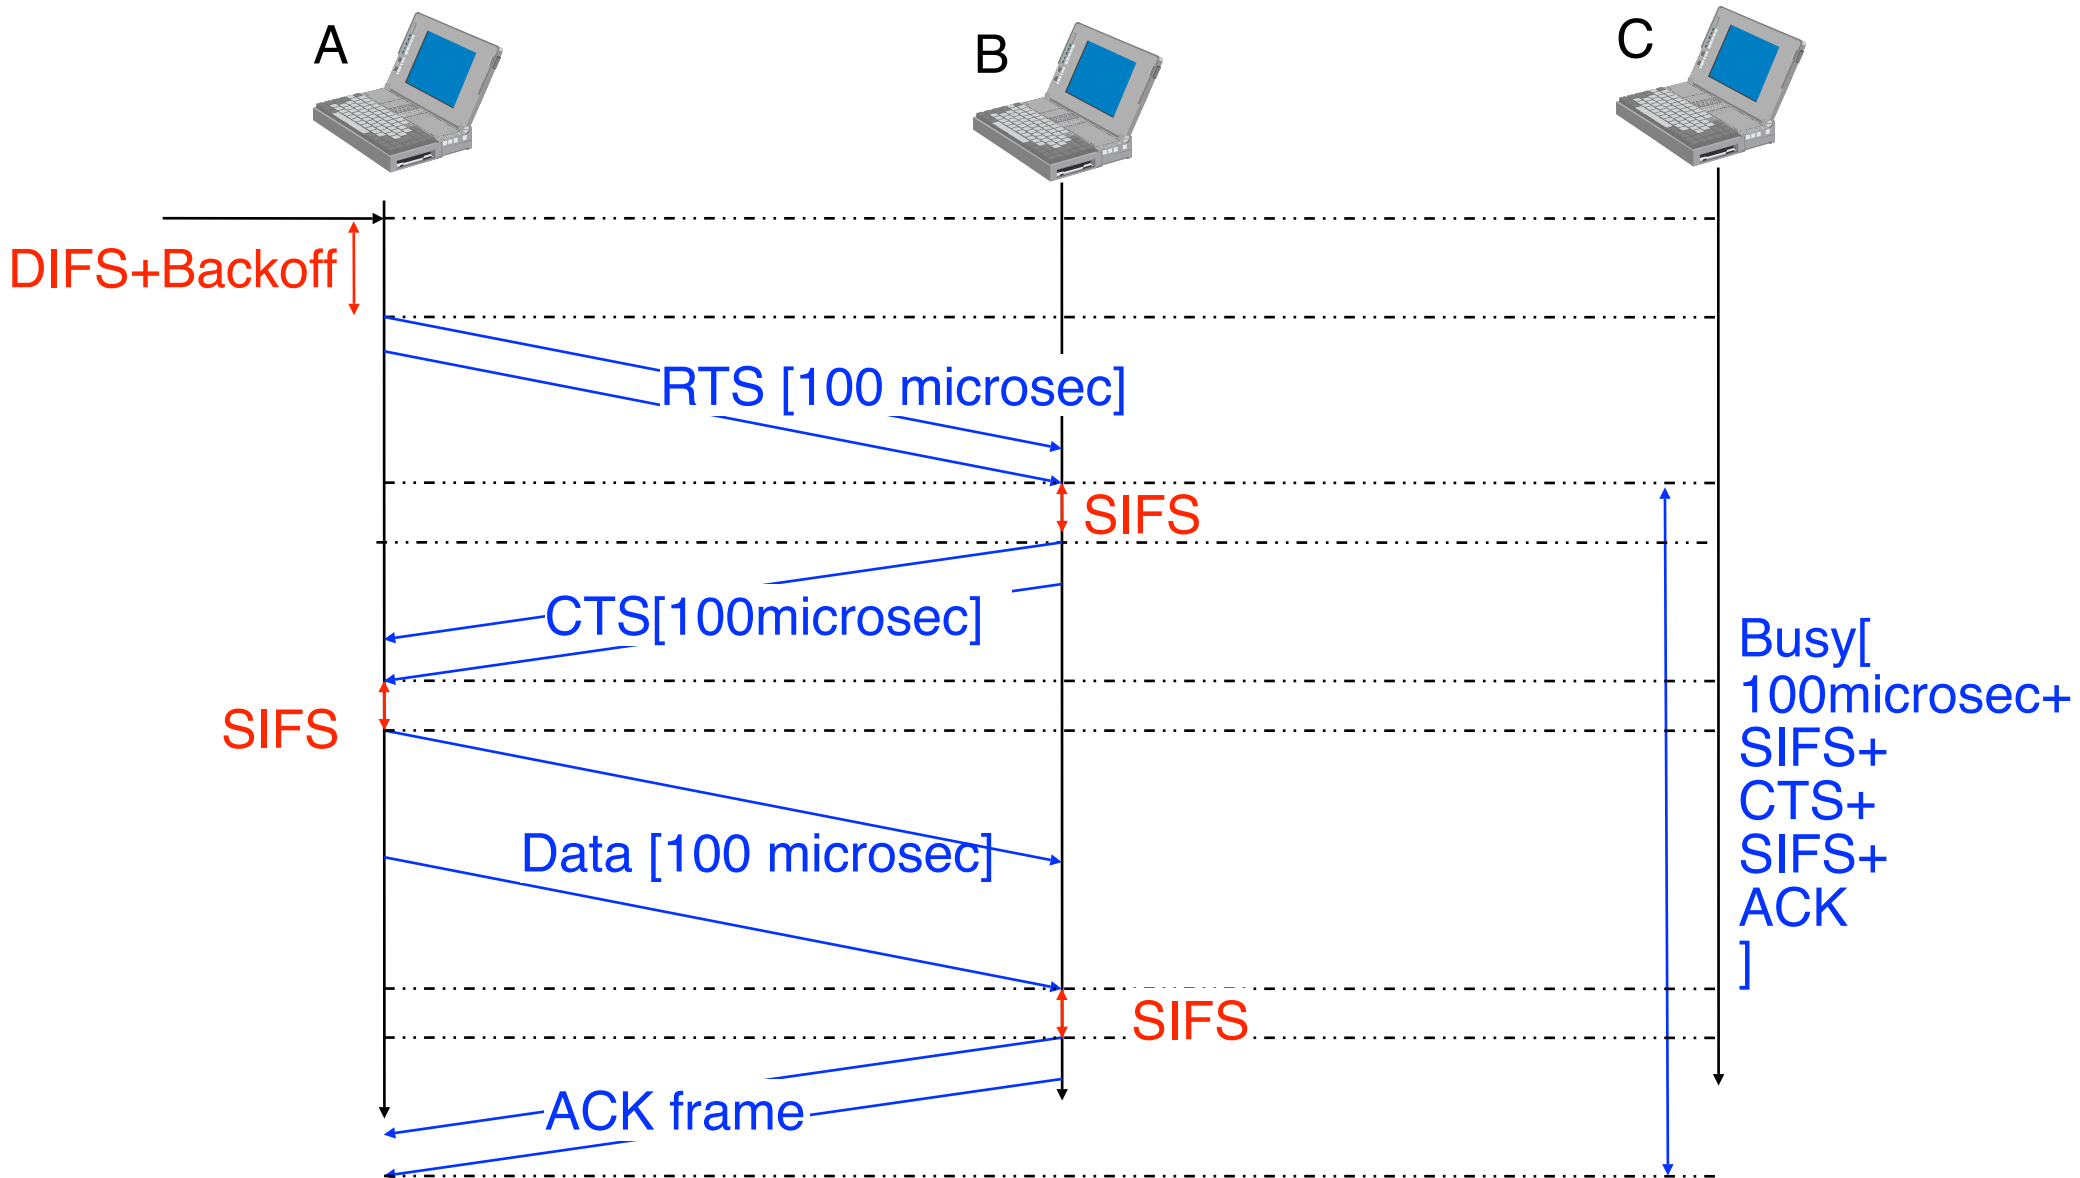 A
B
C
DIFS+Backoff
RTS [100 microsec]
SIFS
CTS[100microsec]
SIFS
Busy[
100microsec+
SIFS+
CTS+
SIFS+
ACK
]
Data [100 microsec]
SIFS
ACK frame